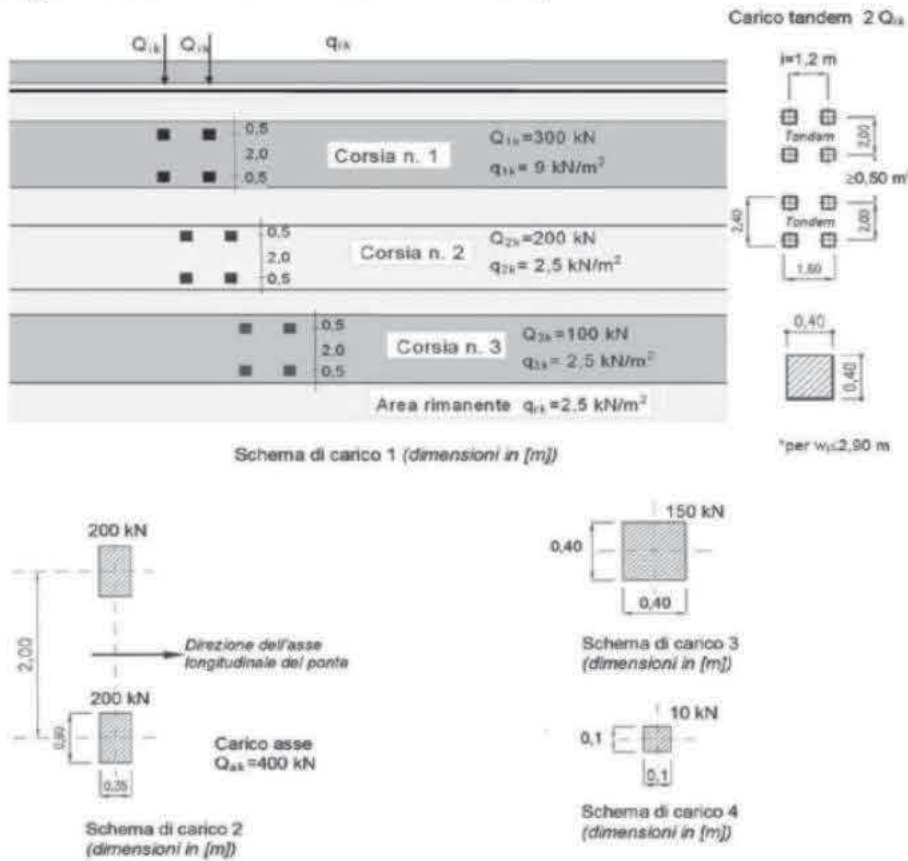 Carico tandem 2 Qik
Qik Qik qik
i=1,2 m
0.5
2.0
0.5
Corsia n. 1
Q1k=300 kN
q1k= 9 kN/m²
Tandem
2,00
≥0,50 m*
Tandem
2,00
2,40
1,60
0.5
2.0
0.5
Corsia n. 2
Q2k=200 kN
q2k= 2,5 kN/m²
0.5
2.0
0.5
Corsia n. 3
Q3k=100 kN
q3k= 2,5 kN/m²
0,40
0,40
Area rimanente qrk=2,5 kN/m²
Schema di carico 1 (dimensioni in [m])
*per wl≤2,90 m
200 kN
2,00
Direzione dell'asse
longitudinale del ponte
200 kN
0,60
0,35
Carico asse
Qak=400 kN
Schema di carico 2
(dimensioni in [m])
150 kN
0,40
0,40
Schema di carico 3
(dimensioni in [m])
10 kN
0,1
0,1
Schema di carico 4
(dimensioni in [m])